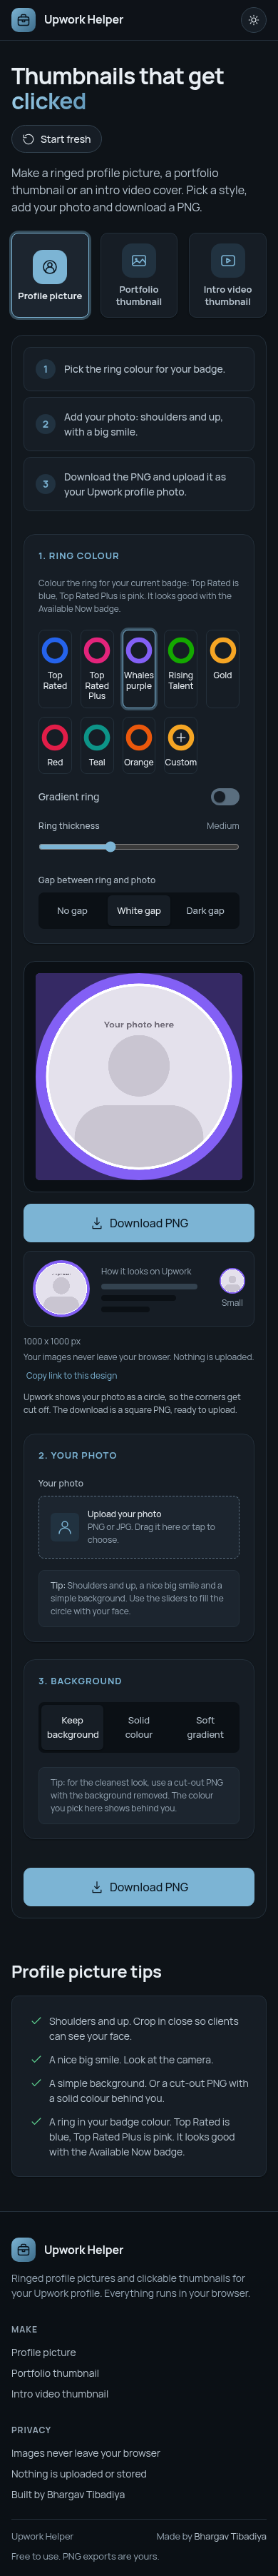 Upwork Helper
Thumbnails that get
clicked
Start fresh
Make a ringed profile picture, a portfolio
thumbnail or an intro video cover. Pick a style,
add your photo and download a PNG.
Profile picture
Portfolio
thumbnail
Intro video
thumbnail
1 Pick the ring colour for your badge.
2 Add your photo: shoulders and up,
with a big smile.
3 Download the PNG and upload it as
your Upwork profile photo.
1. RING COLOUR
Colour the ring for your current badge: Top Rated is
blue, Top Rated Plus is pink. It looks good with the
Available Now badge.
Top
Rated
Top
Rated
Plus
Whales
purple
Rising
Talent
Gold
Red
Teal
Orange
Custom
Gradient ring
Ring thickness Medium
Gap between ring and photo
No gap White gap Dark gap
Your photo here
Download PNG
How it looks on Upwork
Small
1000 x 1000 px
Your images never leave your browser. Nothing is uploaded.
Copy link to this design
Upwork shows your photo as a circle, so the corners get
cut off. The download is a square PNG, ready to upload.
2. YOUR PHOTO
Your photo
Upload your photo
PNG or JPG. Drag it here or tap to
choose.
Tip: Shoulders and up, a nice big smile and a
simple background. Use the sliders to fill the
circle with your face.
3. BACKGROUND
Keep
background
Solid
colour
Soft
gradient
Tip: for the cleanest look, use a cut-out PNG
with the background removed. The colour
you pick here shows behind you.
Download PNG
Profile picture tips
Shoulders and up. Crop in close so clients
can see your face.
A nice big smile. Look at the camera.
A simple background. Or a cut-out PNG with
a solid colour behind you.
A ring in your badge colour. Top Rated is
blue, Top Rated Plus is pink. It looks good
with the Available Now badge.
Upwork Helper
Ringed profile pictures and clickable thumbnails for
your Upwork profile. Everything runs in your browser.
MAKE
Profile picture
Portfolio thumbnail
Intro video thumbnail
PRIVACY
Images never leave your browser
Nothing is uploaded or stored
Built by Bhargav Tibadiya
Upwork Helper Made by Bhargav Tibadiya
Free to use. PNG exports are yours.